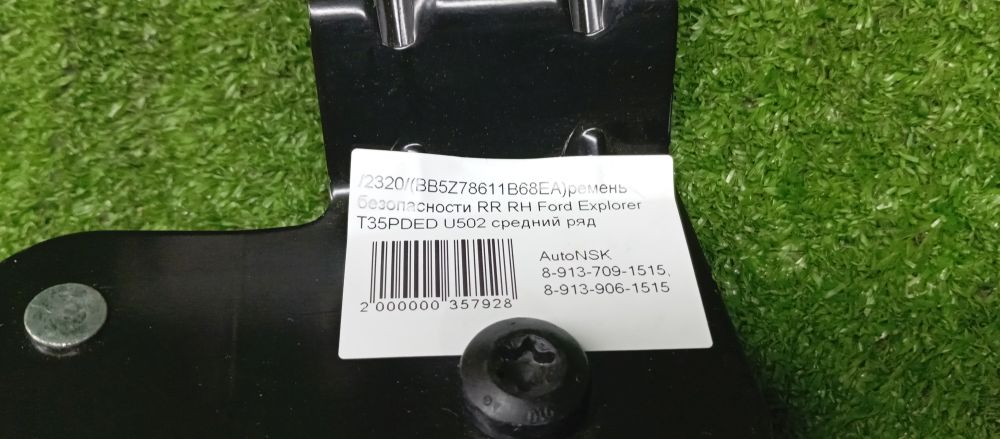 /2320/(BB5Z78611B68EA)ремень
безопасности RR RH Ford Explorer
T35PDED U502 средний ряд
AutoNSK
8-913-709-1515,
8-913-906-1515
2 000000 357928